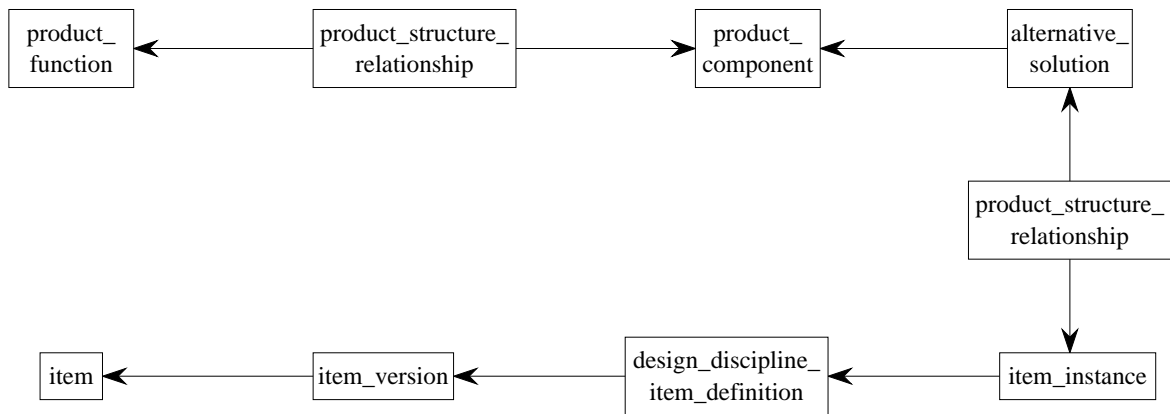 product_
function
product_structure_
relationship
product_
component
alternative_
solution
product_structure_
relationship
item
item_version
design_discipline_
item_definition
item_instance